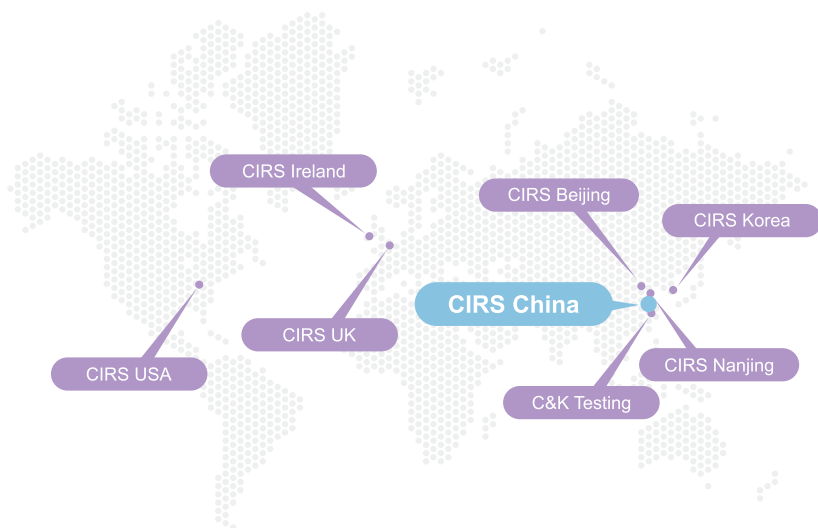 CIRS Ireland
CIRS Beijing
CIRS Korea
CIRS China
CIRS UK
CIRS USA
CIRS Nanjing
C&K Testing